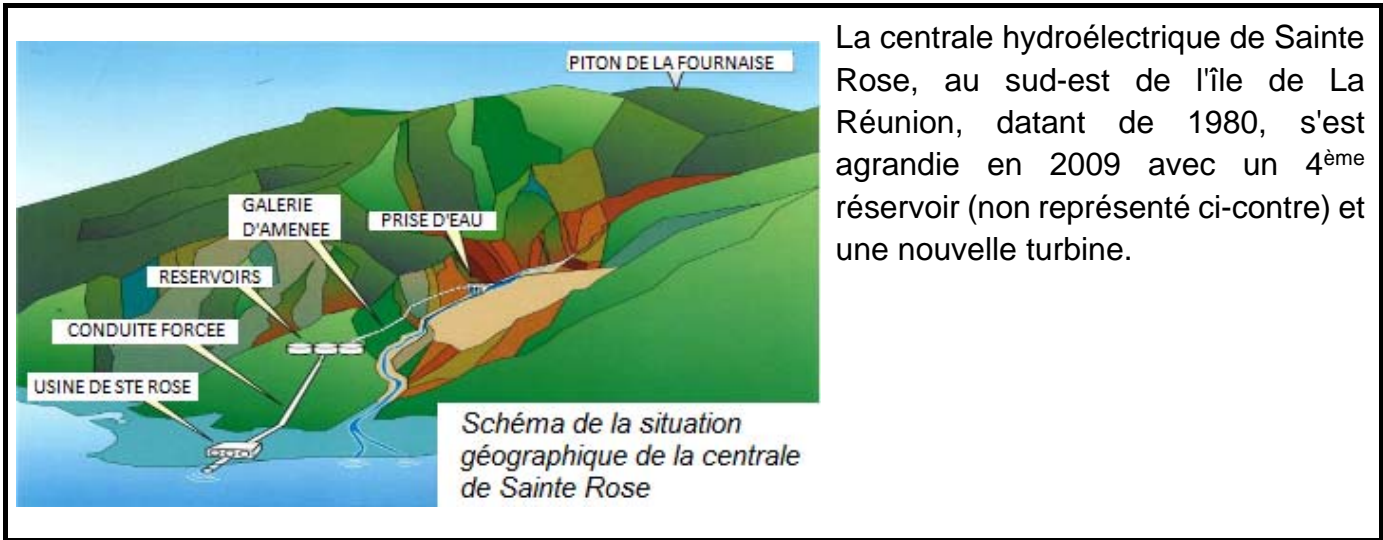 PITON DE LA FOURNAISE
GALERIE
D'AMENEE
PRISE D'EAU
RESERVOIRS
CONDUITE FORCEE
USINE DE STE ROSE
Schéma de la situation
géographique de la centrale
de Sainte Rose
La centrale hydroélectrique de Sainte
Rose, au sud-est de l'île de La
Réunion, datant de 1980, s'est
agrandie en 2009 avec un 4ème
réservoir (non représenté ci-contre) et
une nouvelle turbine.